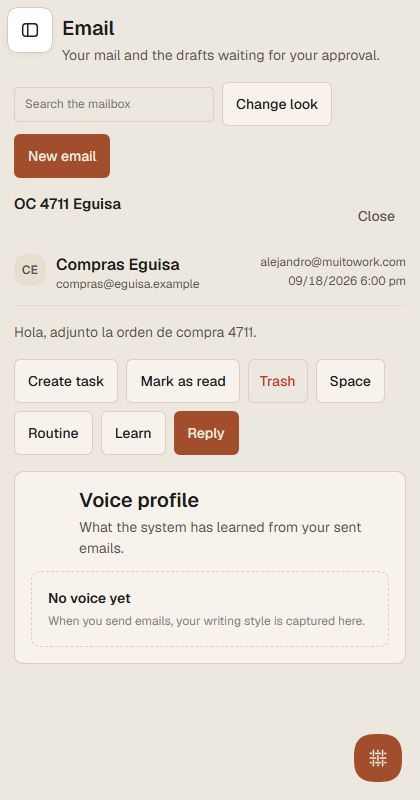 Email
Your mail and the drafts waiting for your approval.
Search the mailbox
Change look
New email
OC 4711 Eguisa
Close
CE
Compras Eguisa
compras@eguisa.example
alejandro@muitowork.com
09/18/2026 6:00 pm
Hola, adjunto la orden de compra 4711.
Create task
Mark as read
Trash
Space
Routine
Learn
Reply
Voice profile
What the system has learned from your sent
emails.
No voice yet
When you send emails, your writing style is captured here.